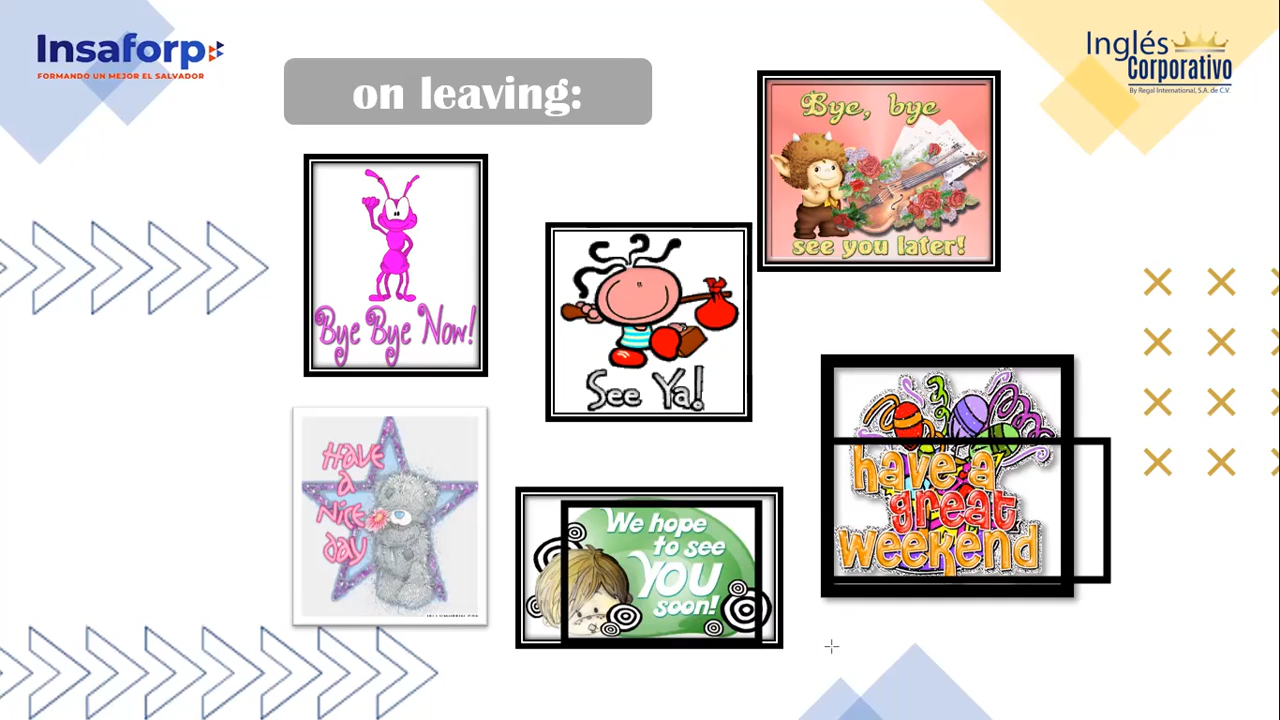 Insaforp
FORMANDO UN MEJOR EL SALVADOR
Inglés
Corporativo
By Regal International, S.A. de C.V.
on leaving:
Bye, bye
see you later!
Bye Bye Now!
See Ya!
Have
a
Nice
day
We hope
to see
YOU
soon!
have a
great
weekend